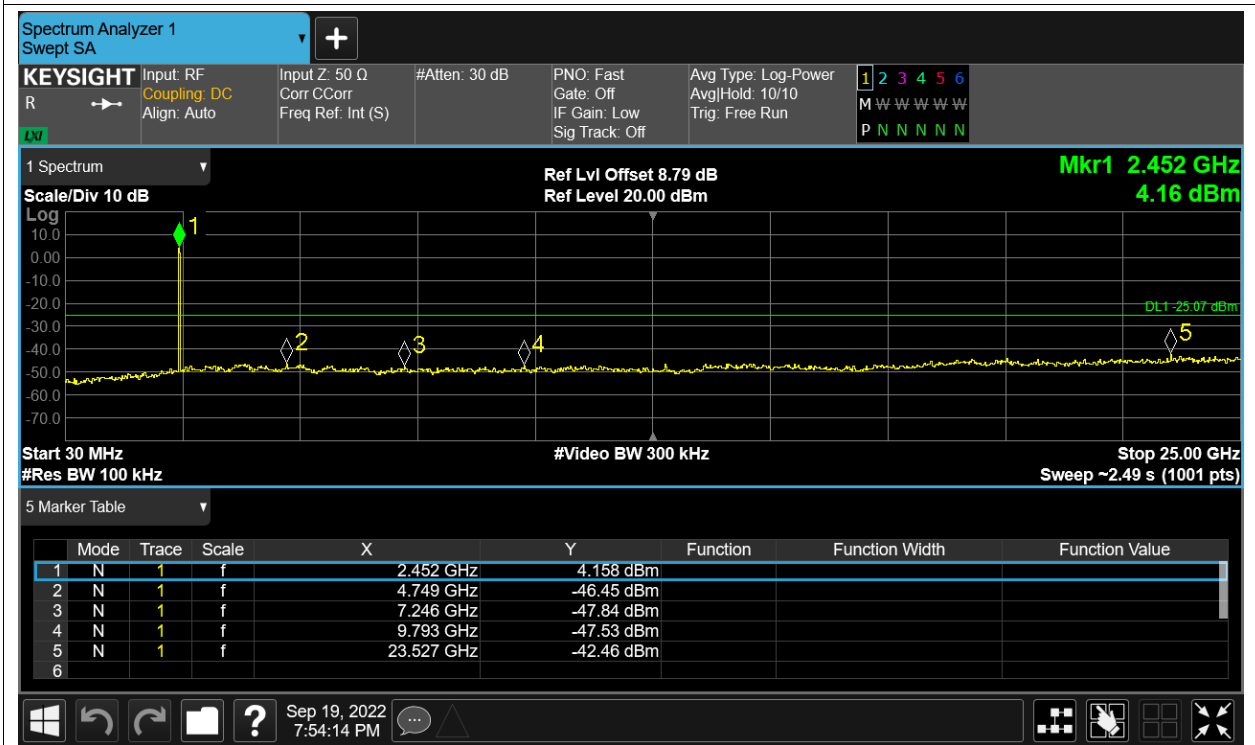 Spectrum Analyzer 1
Swept SA
+
KEYSIGHT Input: RF Input Z: 50 Ω #Atten: 30 dB PNO: Fast Avg Type: Log-Power 1 2 3 4 5 6
R Coupling: DC Corr CCorr Gate: Off Avg|Hold: 10/10 M W W W W W
Align: Auto Freq Ref: Int (S) IF Gain: Low Trig: Free Run
LXI Sig Track: Off P N N N N N
1 Spectrum Ref Lvl Offset 8.79 dB Mkr1 2.452 GHz
Scale/Div 10 dB Ref Level 20.00 dBm 4.16 dBm
Log
1
10.0
0.00
-10.0
-20.0
DL1 -25.07 dBm
-30.0
2 3 4 5
-40.0
-50.0
-60.0
-70.0
Start 30 MHz #Video BW 300 kHz Stop 25.00 GHz
#Res BW 100 kHz Sweep ~2.49 s (1001 pts)
5 Marker Table
Mode Trace Scale X Y Function Function Width Function Value
1 N 1 f 2.452 GHz 4.158 dBm
2 N 1 f 4.749 GHz -46.45 dBm
3 N 1 f 7.246 GHz -47.84 dBm
4 N 1 f 9.793 GHz -47.53 dBm
5 N 1 f 23.527 GHz -42.46 dBm
6
? Sep 19, 2022
7:54:14 PM